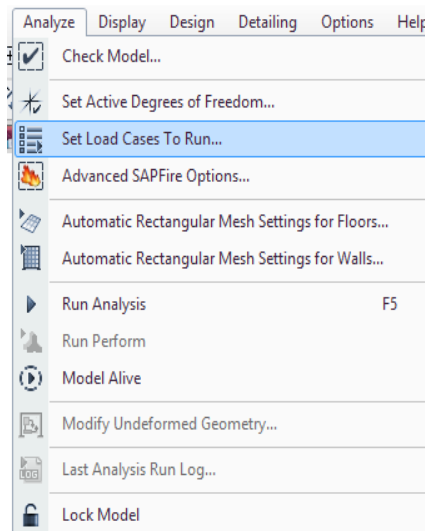 Analyze Display Design Detailing Options Help
Check Model...
Set Active Degrees of Freedom...
Set Load Cases To Run...
Advanced SAPFire Options...
Automatic Rectangular Mesh Settings for Floors...
Automatic Rectangular Mesh Settings for Walls...
Run Analysis F5
Run Perform
Model Alive
Modify Undeformed Geometry...
LOG Last Analysis Run Log...
Lock Model